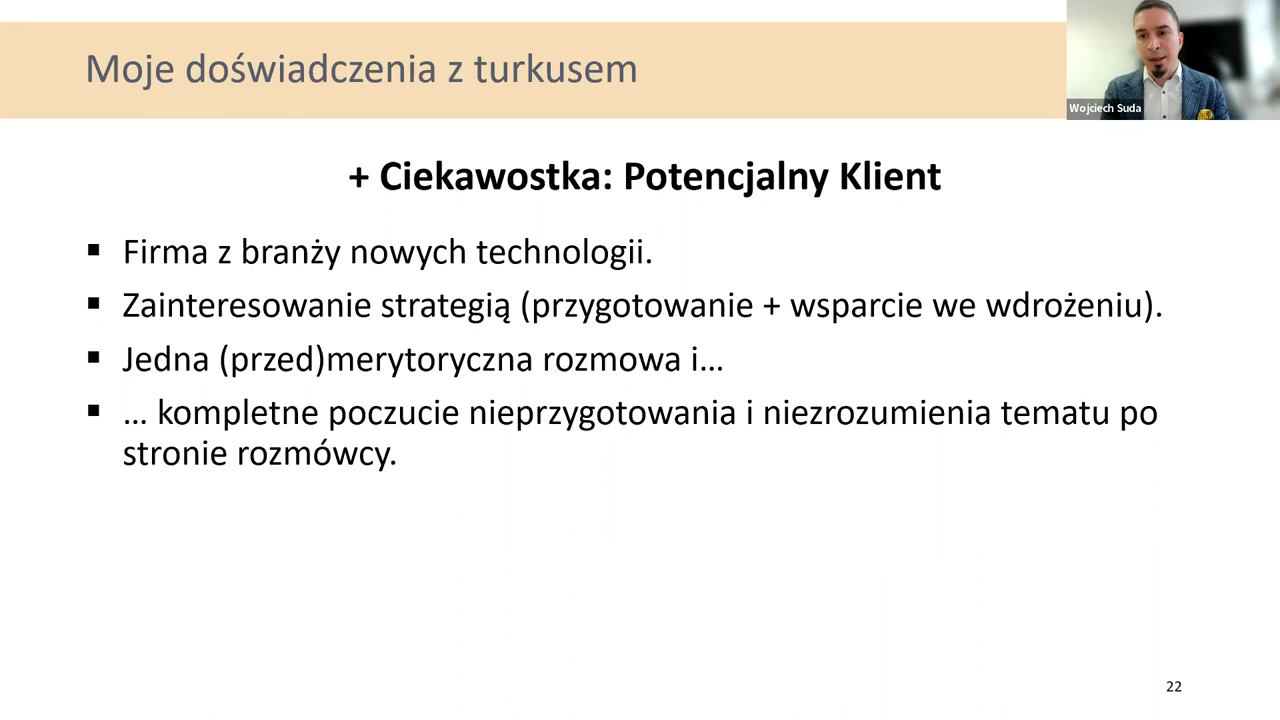 Moje doświadczenia z turkusem
Wojciech Suda
+ Ciekawostka: Potencjalny Klient
▪ Firma z branży nowych technologii.
▪ Zainteresowanie strategią (przygotowanie + wsparcie we wdrożeniu).
▪ Jedna (przed)merytoryczna rozmowa i…
▪ … kompletne poczucie nieprzygotowania i niezrozumienia tematu po
stronie rozmówcy.
22